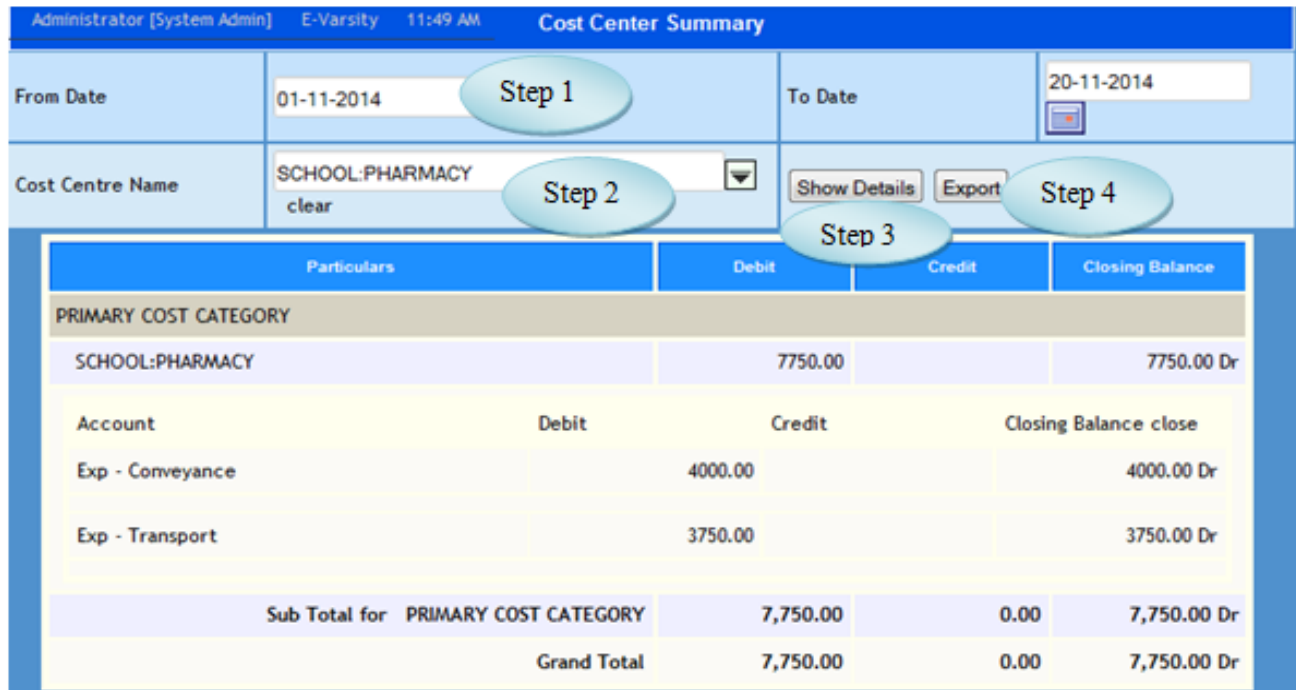 Administrator [System Admin] E-Varsity 11:49 AM Cost Center Summary
From Date 01-11-2014 Step 1 To Date 20-11-2014
Cost Centre Name SCHOOL:PHARMACY Step 2 Show Details Export Step 4
clear
Step 3
Particulars Debit Credit Closing Balance
PRIMARY COST CATEGORY
SCHOOL:PHARMACY 7750.00 7750.00 Dr
Account Debit Credit Closing Balance close
Exp - Conveyance 4000.00 4000.00 Dr
Exp - Transport 3750.00 3750.00 Dr
Sub Total for PRIMARY COST CATEGORY 7,750.00 0.00 7,750.00 Dr
Grand Total 7,750.00 0.00 7,750.00 Dr